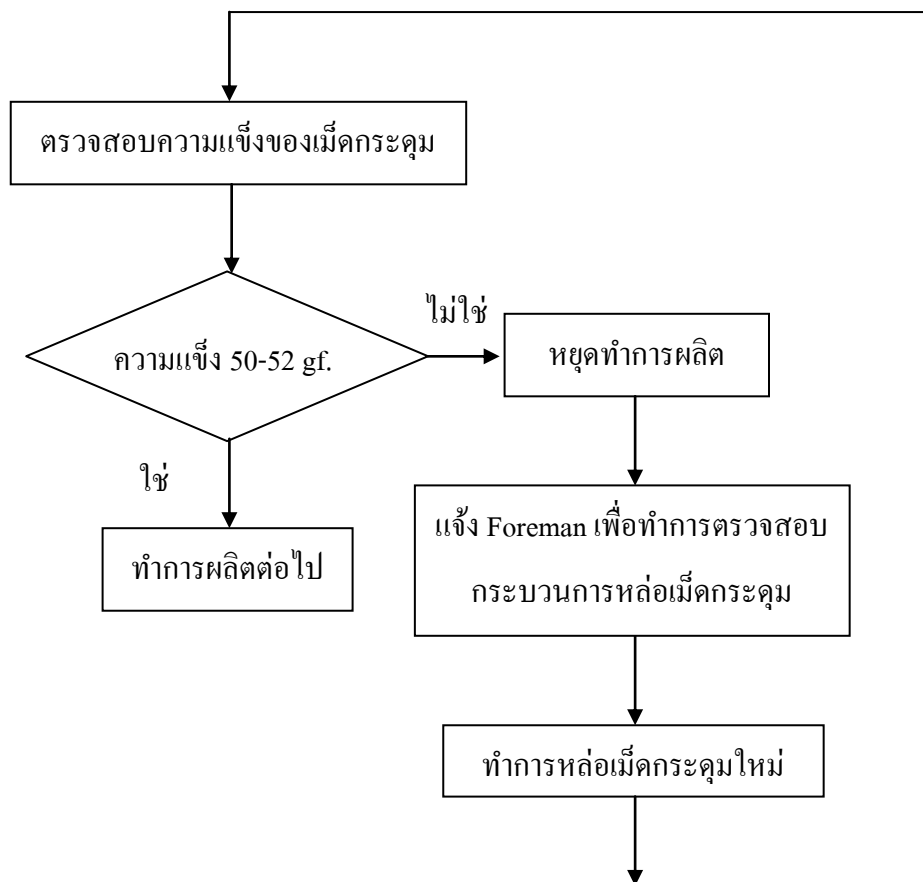 ตรวจสอบความแข็งของเม็ดกระดุม
ความแข็ง 50-52 gf.
ไม่ใช่
หยุดทำการผลิต
ใช่
ทำการผลิตต่อไป
แจ้ง Foreman เพื่อทำการตรวจสอบ
กระบวนการหล่อเม็ดกระดุม
ทำการหล่อเม็ดกระดุมใหม่